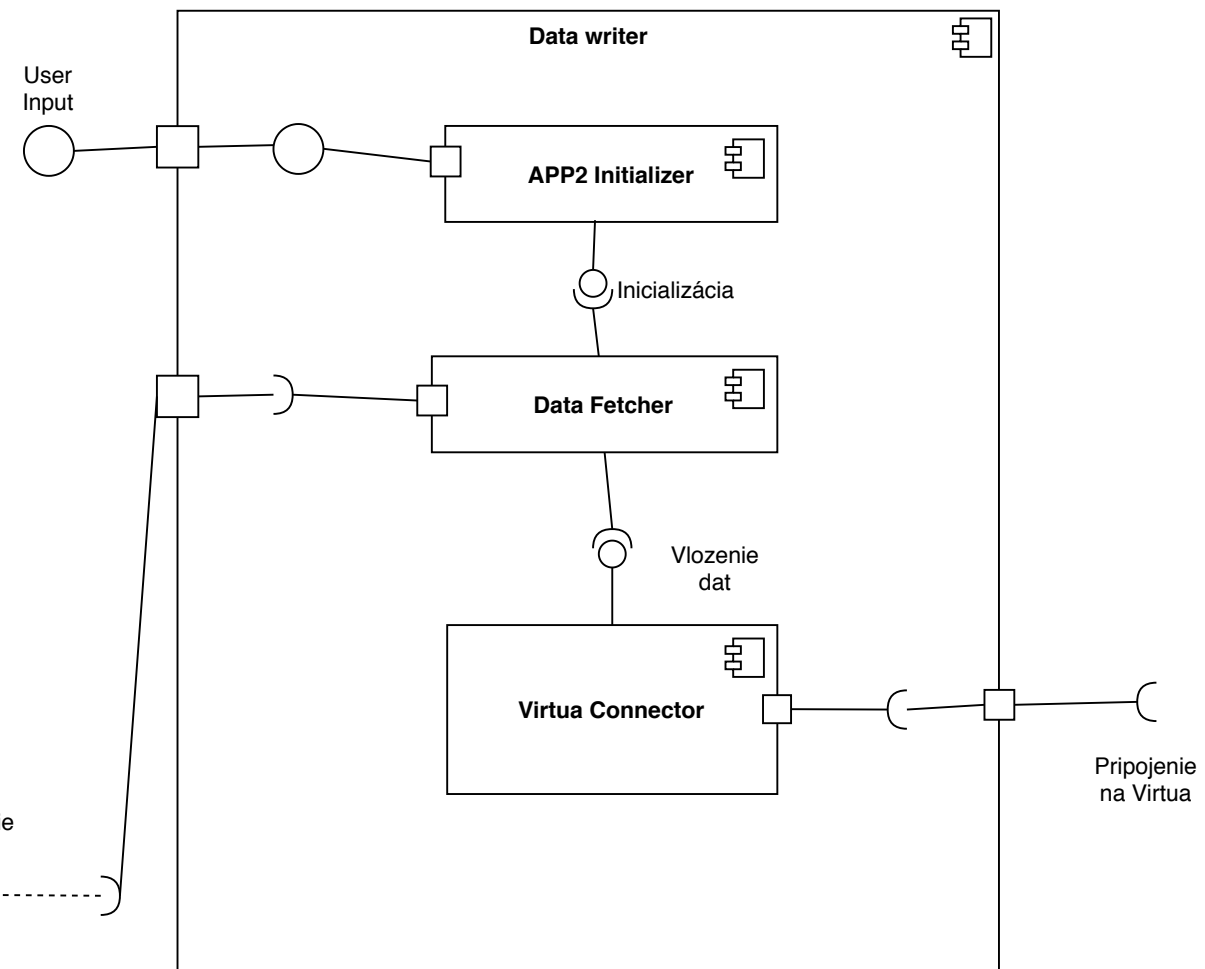 Data writer
User
Input
APP2 Initializer
Inicializácia
Data Fetcher
Vlozenie
dat
Virtua Connector
Pripojenie
na Virtua